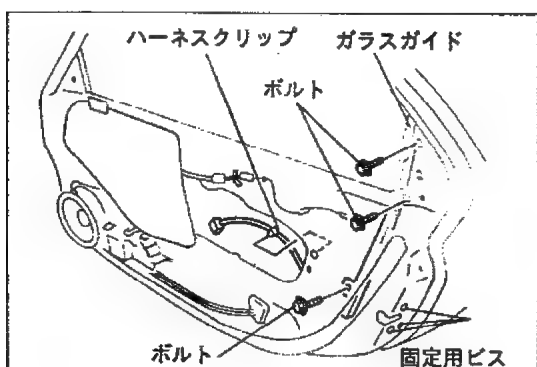 ハーネスクリップ
ガラスガイド
ボルト
ボルト
固定用ビス